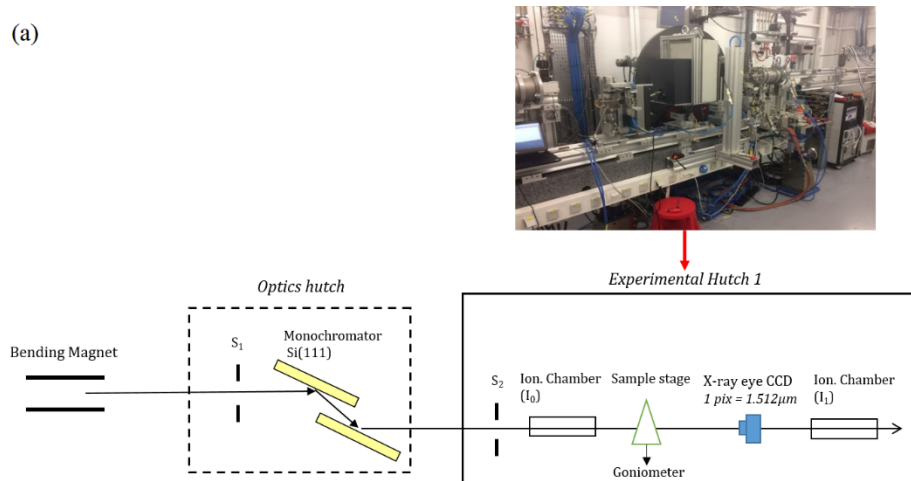 (a)
Experimental Hutch 1
Optics hutch
Monochromator
Si(111)
S₁
Bending Magnet
S₂
Ion. Chamber
(I₀)
Sample stage
X-ray eye CCD
1 pix = 1.512μm
Ion. Chamber
(I₁)
Goniometer